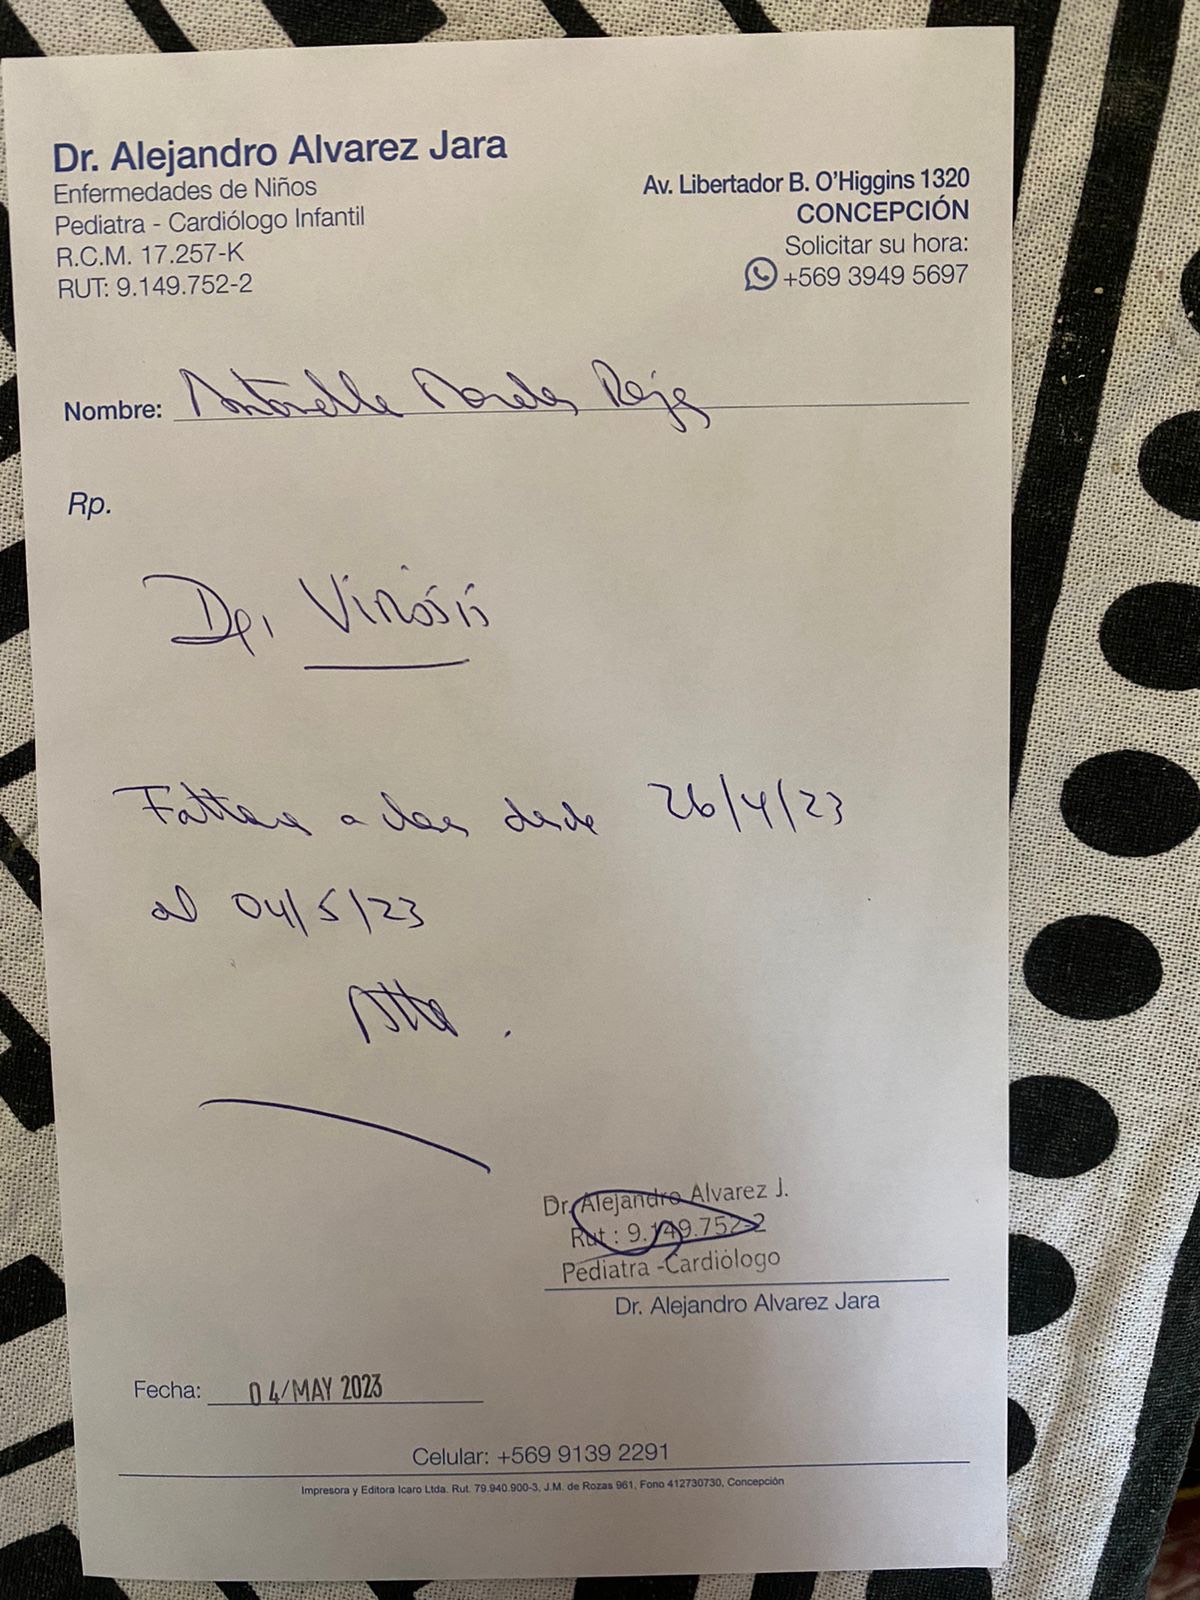 Dr. Alejandro Alvarez Jara
Enfermedades de Niños
Pediatra - Cardiólogo Infantil
R.C.M. 17.257-K
RUT: 9.149.752-2
Av. Libertador B. O'Higgins 1320
CONCEPCIÓN
Solicitar su hora:
+569 3949 5697
Nombre: Antonella
Rp.
Virosis
a desde 26/4/23
al 04/5/23
Atte.
Dr. Alejandro Alvarez J.
Rut : 9.149.752-2
Pediatra -Cardiólogo
Dr. Alejandro Alvarez Jara
Fecha: 04/MAY 2023
Celular: +569 9139 2291
Impresora y Editora Icaro Ltda. Rut. 79.940.900-3, J.M. de Rozas 961, Fono 412730730, Concepción